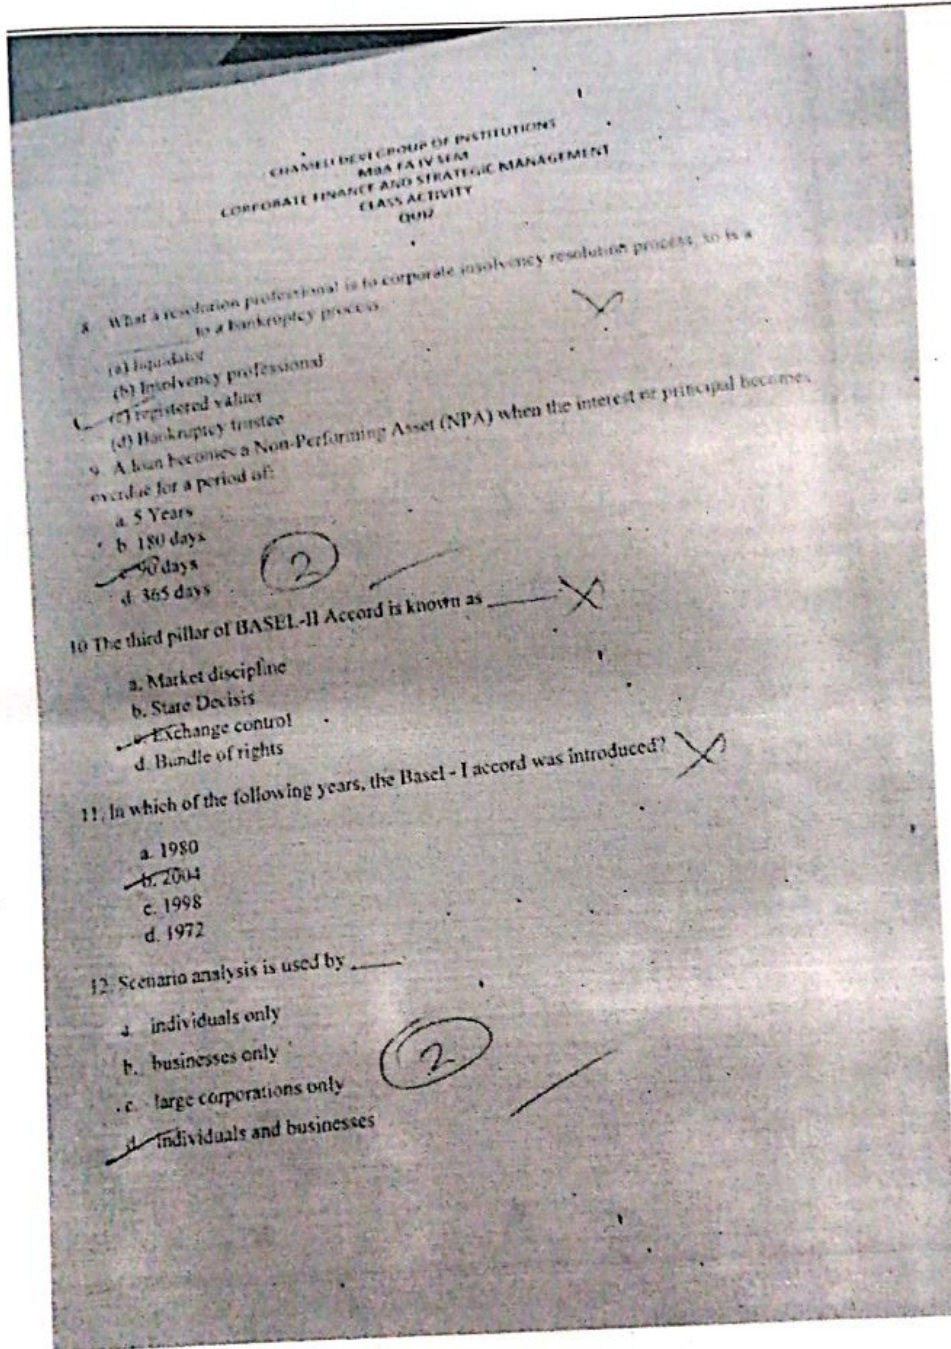 CHAMELI DEVI GROUP OF INSTITUTIONS
MBA FA IV SEM
CORPORATE FINANCE AND STRATEGIC MANAGEMENT
CLASS ACTIVITY
QUIZ
8. What a resolution professional is to corporate insolvency resolution process, so is a
________ to a bankruptcy process.
(a) liquidator
(b) Insolvency professional
(c) registered valuer
(d) Bankruptcy trustee
9. A loan becomes a Non-Performing Asset (NPA) when the interest or principal becomes
overdue for a period of:
a. 5 Years
b. 180 days
c. 90 days
2
d. 365 days
10 The third pillar of BASEL-II Accord is known as ______.
a. Market discipline
b. Stare Decisis
c. Exchange control
d. Bundle of rights
11. In which of the following years, the Basel - I accord was introduced?
a. 1980
b. 2004
c. 1998
d. 1972
12. Scenario analysis is used by _____.
a. individuals only
b. businesses only
2
c. large corporations only
d. individuals and businesses